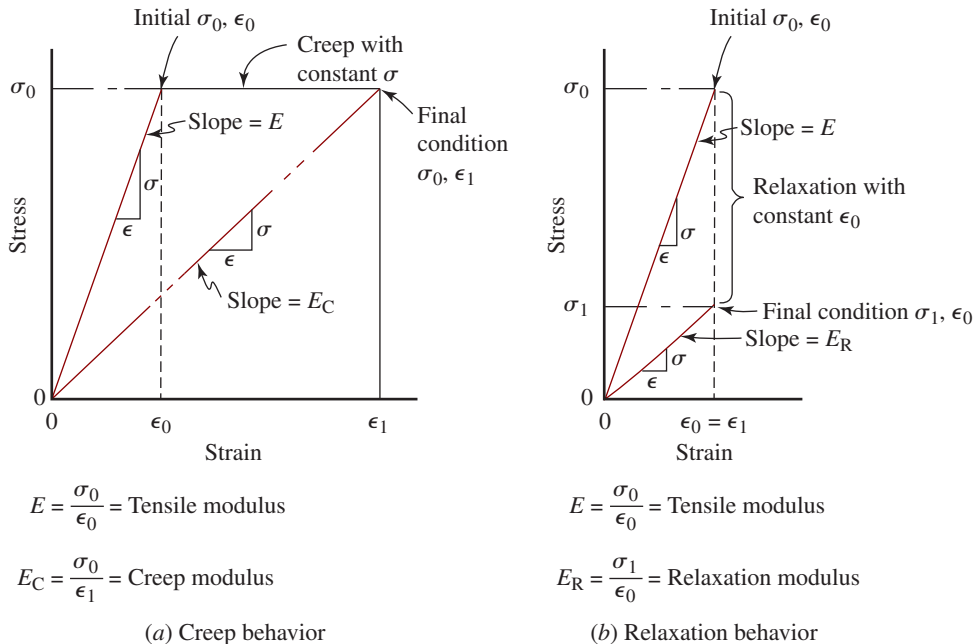 Initial σ0, ϵ0
Creep with
constant σ
σ0
Slope = E
Final
condition
σ0, ϵ1
σ
ϵ
σ
ϵ
Slope = EC
Stress
0
0
ϵ0
ϵ1
Strain
E = σ0/ϵ0 = Tensile modulus
EC = σ0/ϵ1 = Creep modulus
(a) Creep behavior
Initial σ0, ϵ0
σ0
Slope = E
Relaxation with
constant ϵ0
σ
ϵ
Stress
σ1
Final condition σ1, ϵ0
Slope = ER
σ
ϵ
0
0
ϵ0 = ϵ1
Strain
E = σ0/ϵ0 = Tensile modulus
ER = σ1/ϵ0 = Relaxation modulus
(b) Relaxation behavior